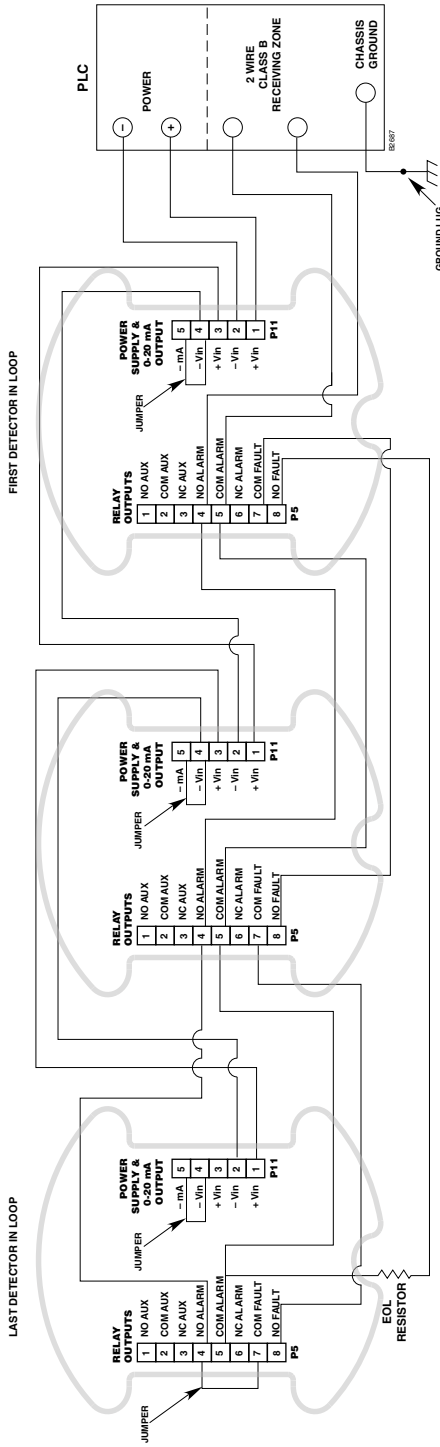 LAST DETECTOR IN LOOP
RELAY
OUTPUTS
1 NO AUX
2 COM AUX
3 NC AUX
4 NO ALARM
5 COM ALARM
6 NC ALARM
7 COM FAULT
8 NO FAULT
P5
JUMPER
POWER
SUPPLY &
0-20 mA
OUTPUT
– mA 5
– Vin 4
+ Vin 3
– Vin 2
+ Vin 1
P11
JUMPER
EOL
RESISTOR
RELAY
OUTPUTS
1 NO AUX
2 COM AUX
3 NC AUX
4 NO ALARM
5 COM ALARM
6 NC ALARM
7 COM FAULT
8 NO FAULT
P5
JUMPER
POWER
SUPPLY &
0-20 mA
OUTPUT
– mA 5
– Vin 4
+ Vin 3
– Vin 2
+ Vin 1
P11
FIRST DETECTOR IN LOOP
RELAY
OUTPUTS
1 NO AUX
2 COM AUX
3 NC AUX
4 NO ALARM
5 COM ALARM
6 NC ALARM
7 COM FAULT
8 NO FAULT
P5
JUMPER
POWER
SUPPLY &
0-20 mA
OUTPUT
– mA 5
– Vin 4
+ Vin 3
– Vin 2
+ Vin 1
P11
PLC
–
POWER
+
2 WIRE
CLASS B
RECEIVING ZONE
CHASSIS
GROUND
B2687
GROUND LUG